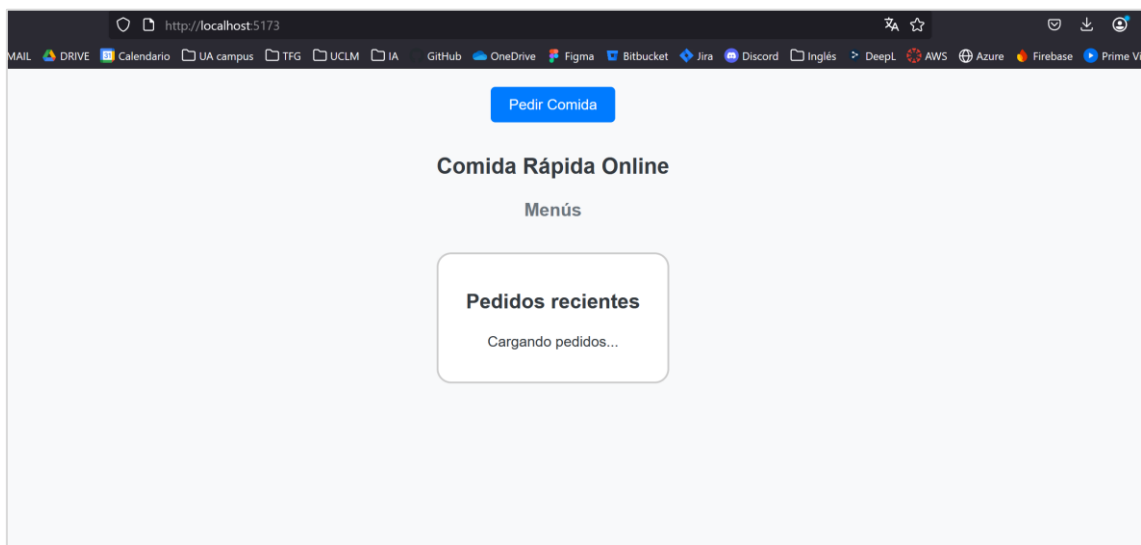 http://localhost:5173
MAIL DRIVE Calendario UA campus TFG UCLM IA GitHub OneDrive Figma Bitbucket Jira Discord Inglés DeepL AWS Azure Firebase Prime Vi
Pedir Comida
Comida Rápida Online
Menús
Pedidos recientes
Cargando pedidos...